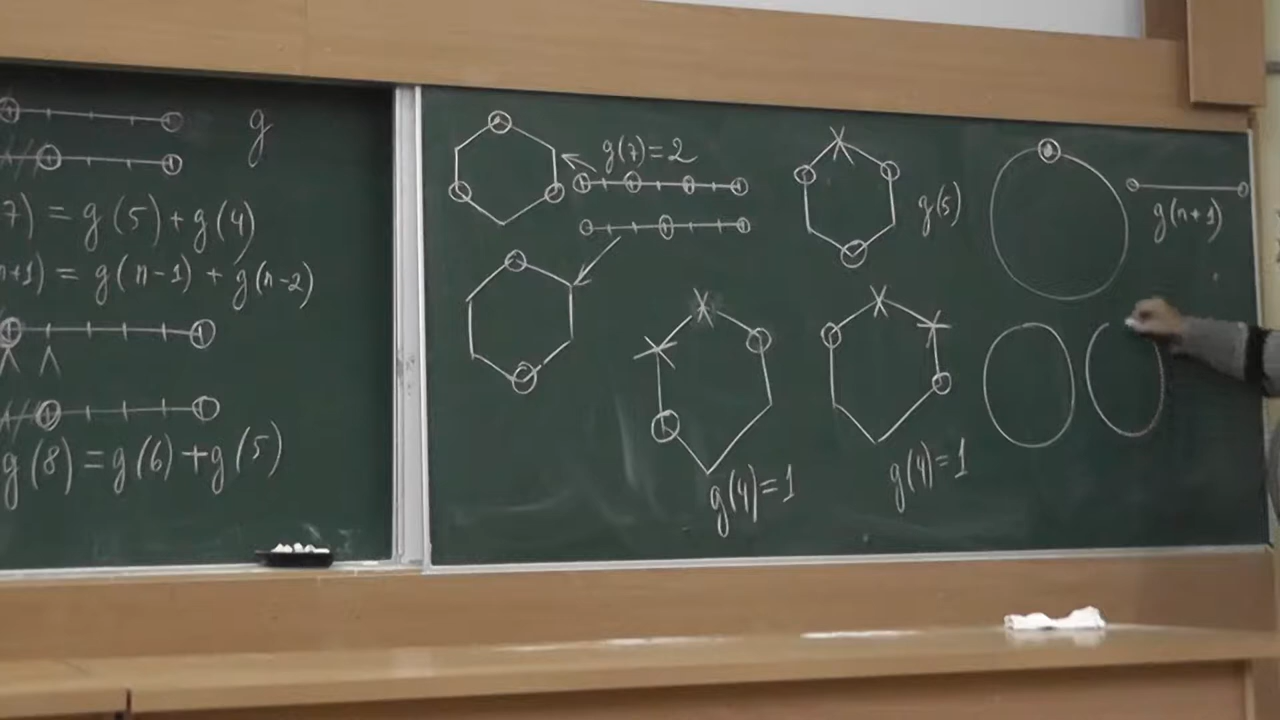 g
7) = g(5)+g(4)
n+1) = g(n-1) + g(n-2)
g(8)=g(6)+g(5)
g(7)=2
g(5)
g(n+1)
g(4)=1
g(4)=1